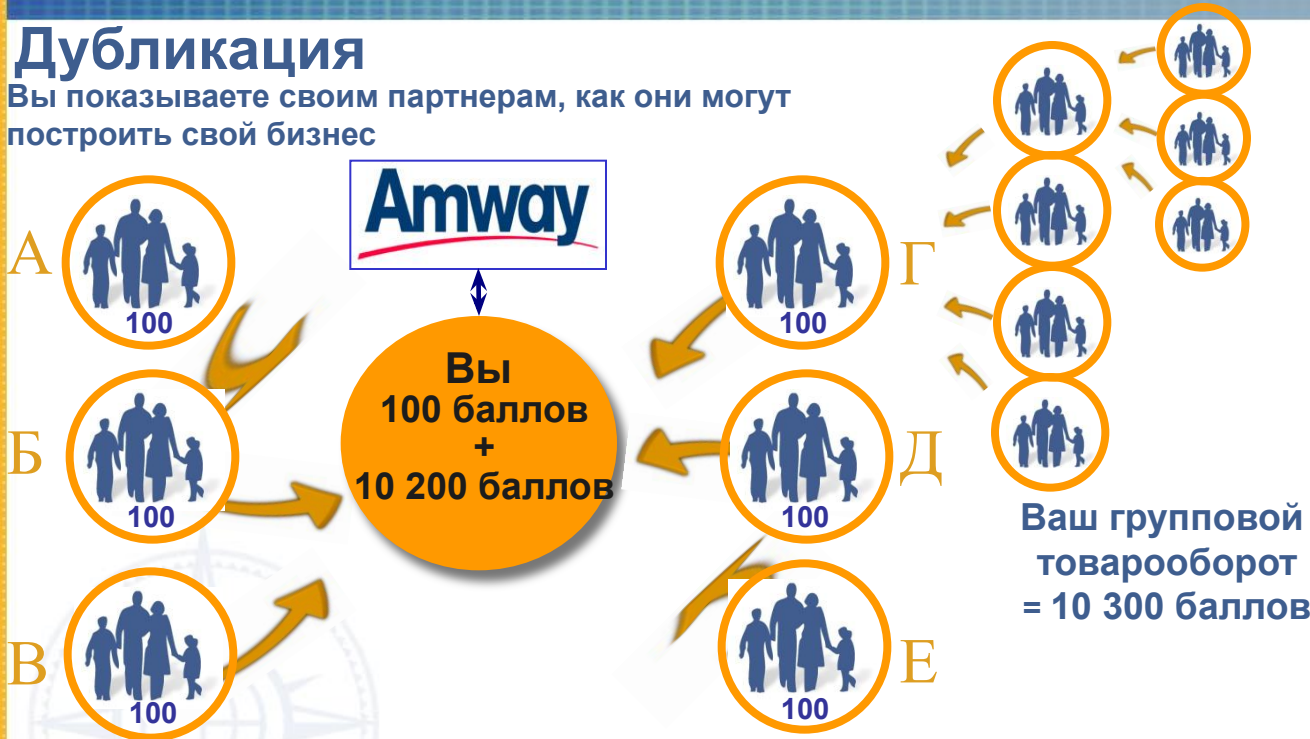 Дубликация
Вы показываете своим партнерам, как они могут
построить свой бизнес
Amway
А
100
Б
100
В
100
Вы
100 баллов
+
10 200 баллов
Г
100
Д
100
Е
100
Ваш групповой
товарооборот
= 10 300 баллов